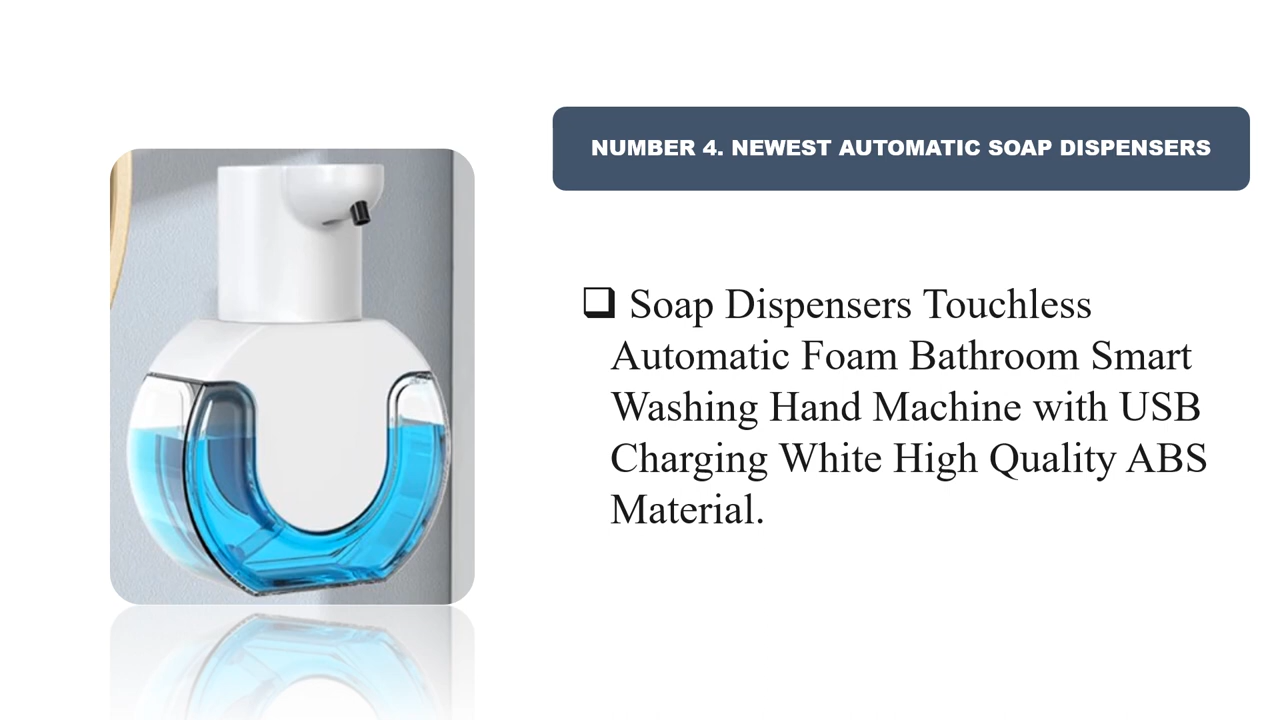 NUMBER 4. NEWEST AUTOMATIC SOAP DISPENSERS
❑ Soap Dispensers Touchless
Automatic Foam Bathroom Smart
Washing Hand Machine with USB
Charging White High Quality ABS
Material.